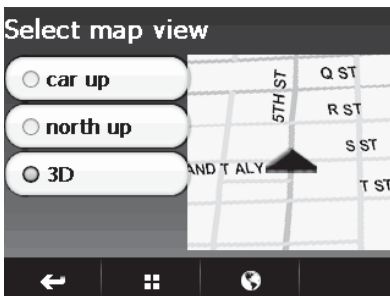 Select map view
car up
north up
3D
5TH ST
Q ST
R ST
S ST
AND T ALY
T ST